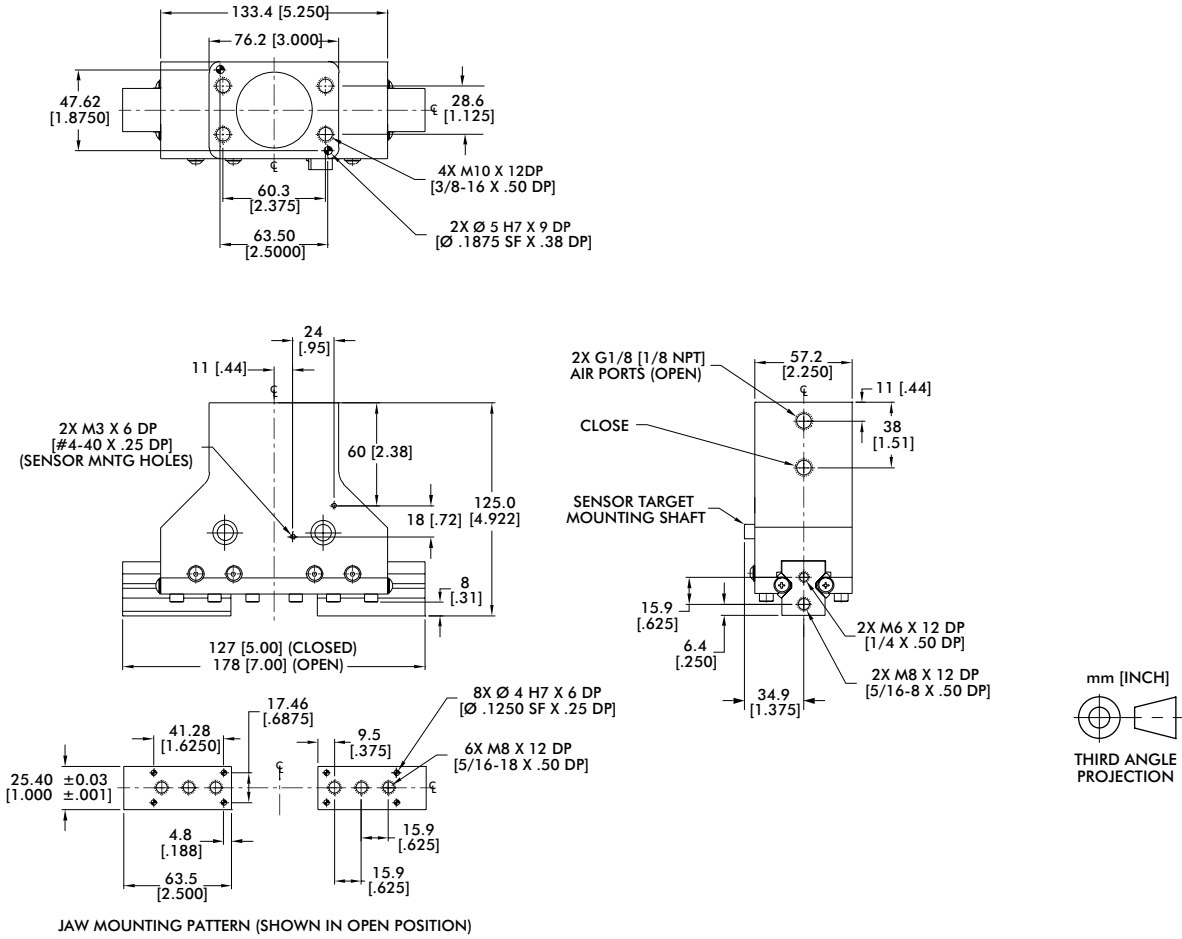 133.4 [5.250]
76.2 [3.000]
47.62
[1.8750]
28.6
[1.125]
℄
℄
4X M10 X 12DP
[3/8-16 X .50 DP]
60.3
[2.375]
2X Ø 5 H7 X 9 DP
[Ø .1875 SF X .38 DP]
63.50
[2.5000]
24
[.95]
11 [.44]
℄
2X M3 X 6 DP
[#4-40 X .25 DP]
(SENSOR MNTG HOLES)
60 [2.38]
125.0
[4.922]
18 [.72]
8
[.31]
127 [5.00] (CLOSED)
178 [7.00] (OPEN)
2X G1/8 [1/8 NPT]
AIR PORTS (OPEN)
57.2
[2.250]
℄
11 [.44]
CLOSE
38
[1.51]
SENSOR TARGET
MOUNTING SHAFT
15.9
[.625]
6.4
[.250]
2X M6 X 12 DP
[1/4 X .50 DP]
2X M8 X 12 DP
[5/16-8 X .50 DP]
34.9
[1.375]
mm [INCH]
THIRD ANGLE
PROJECTION
17.46
[.6875]
8X Ø 4 H7 X 6 DP
[Ø .1250 SF X .25 DP]
41.28
[1.6250]
9.5
[.375]
6X M8 X 12 DP
[5/16-18 X .50 DP]
℄
℄
25.40 ±0.03
[1.000 ±.001]
4.8
[.188]
15.9
[.625]
63.5
[2.500]
15.9
[.625]
JAW MOUNTING PATTERN (SHOWN IN OPEN POSITION)